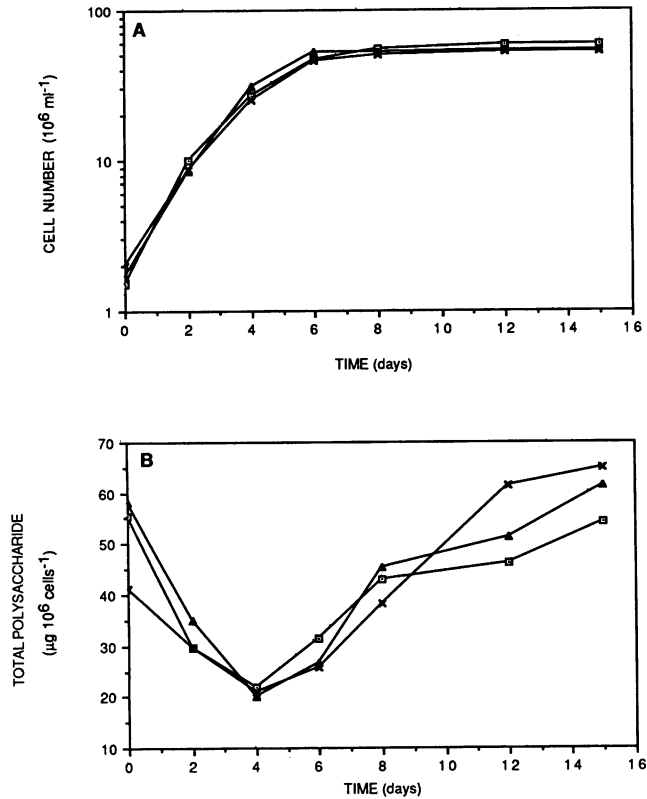 A
100
10
1
CELL NUMBER (10⁶ ml⁻¹)
0 2 4 6 8 10 12 14 16
TIME (days)
B
70
60
50
40
30
20
10
TOTAL POLYSACCHARIDE
(µg 10⁶ cells⁻¹)
0 2 4 6 8 10 12 14 16
TIME (days)